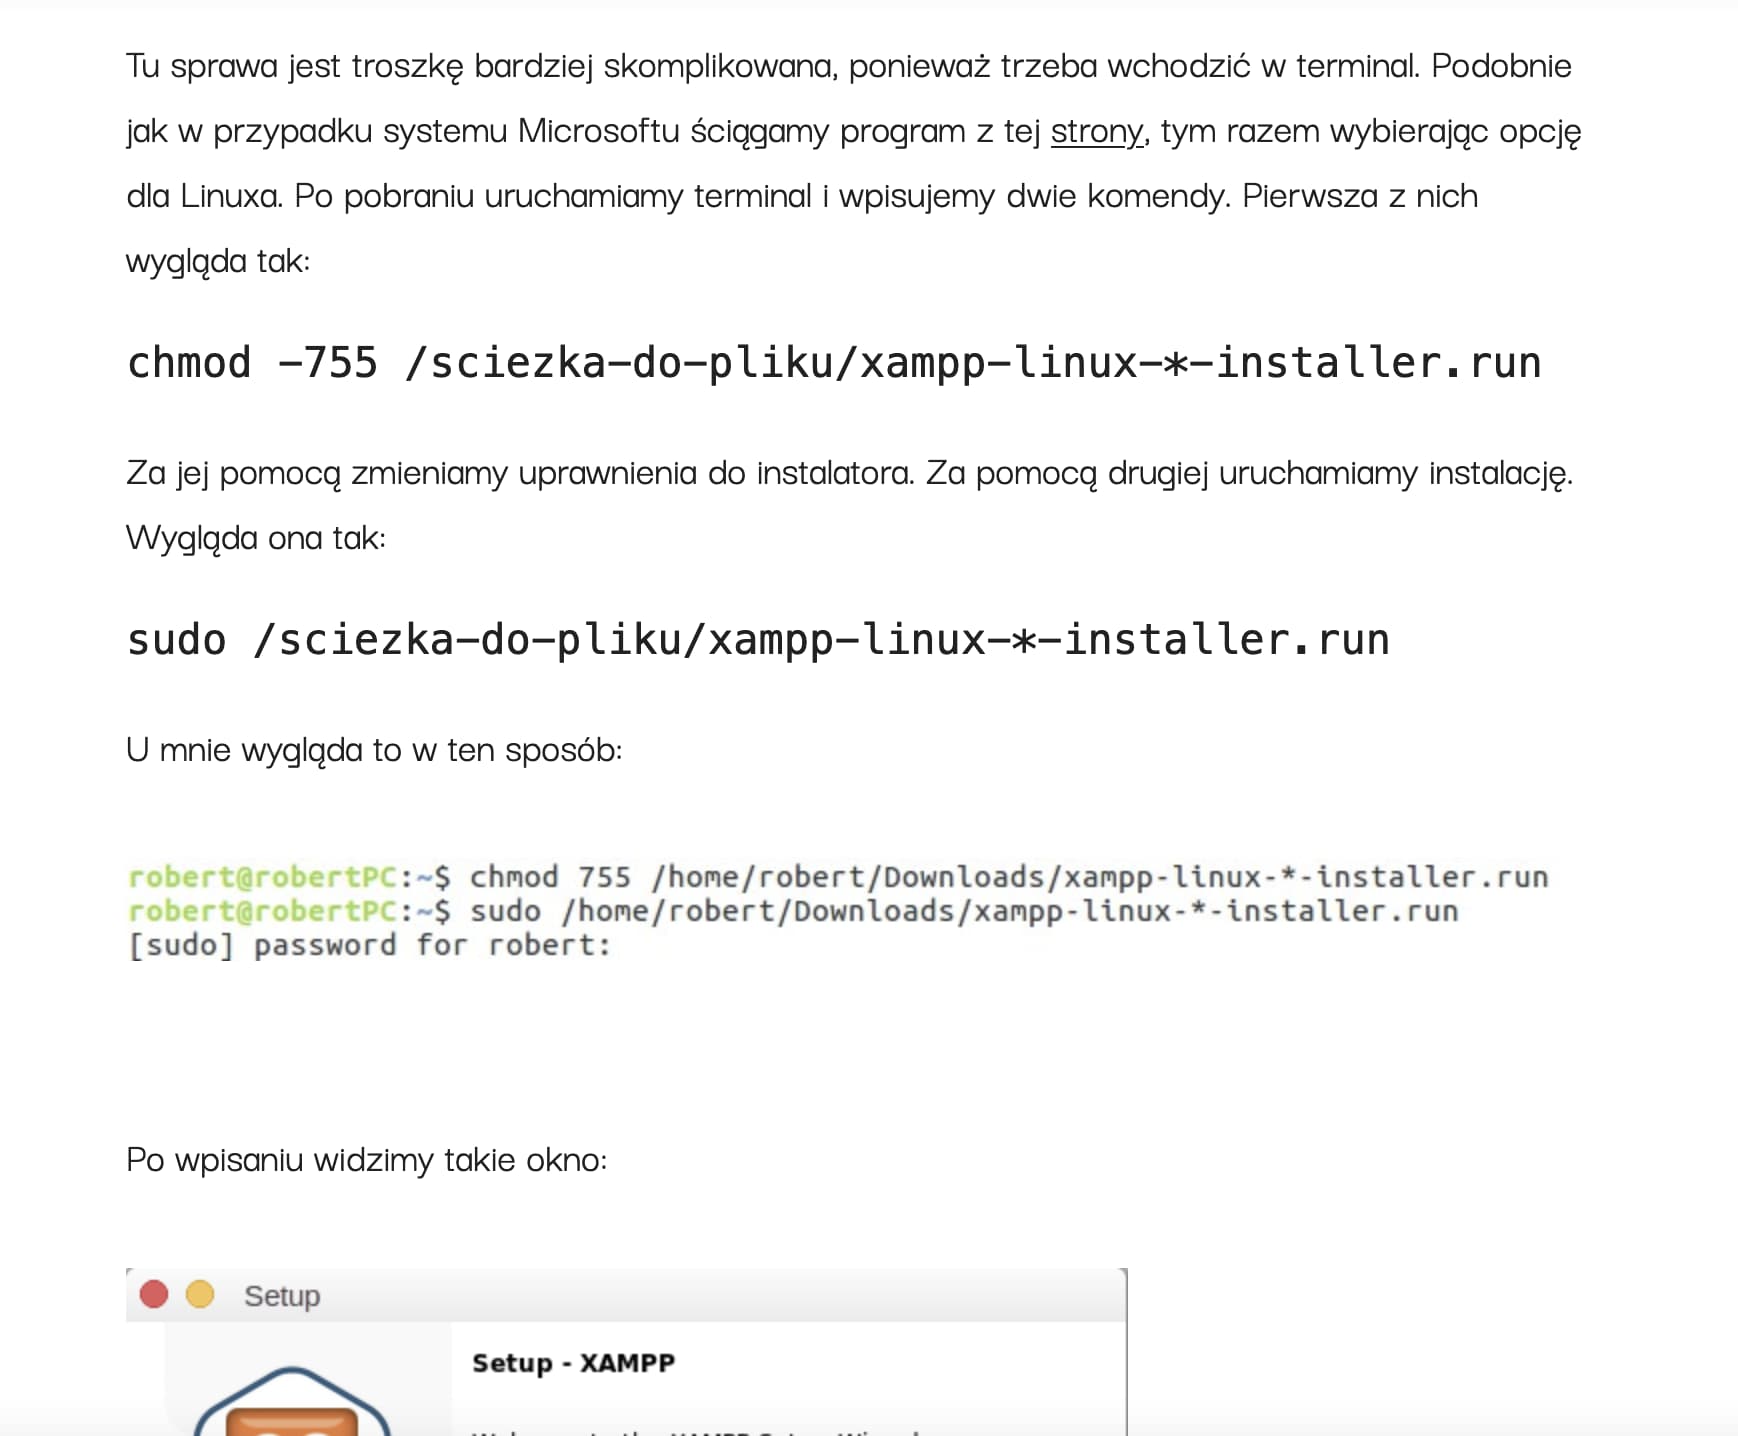 Tu sprawa jest troszkę bardziej skomplikowana, ponieważ trzeba wchodzić w terminal. Podobnie
jak w przypadku systemu Microsoftu ściągamy program z tej strony, tym razem wybierając opcję
dla Linuxa. Po pobraniu uruchamiamy terminal i wpisujemy dwie komendy. Pierwsza z nich
wygląda tak:
chmod -755 /sciezka-do-pliku/xampp-linux-*-installer.run
Za jej pomocą zmieniamy uprawnienia do instalatora. Za pomocą drugiej uruchamiamy instalację.
Wygląda ona tak:
sudo /sciezka-do-pliku/xampp-linux-*-installer.run
U mnie wygląda to w ten sposób:
robert@robertPC:~$ chmod 755 /home/robert/Downloads/xampp-linux-*-installer.run
robert@robertPC:~$ sudo /home/robert/Downloads/xampp-linux-*-installer.run
[sudo] password for robert:
Po wpisaniu widzimy takie okno:
Setup
Setup - XAMPP